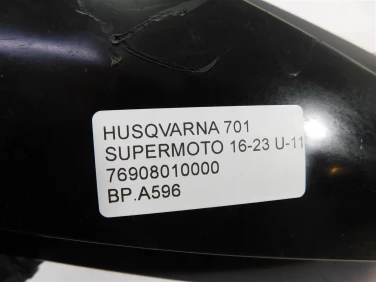 HUSQVARNA 701
SUPERMOTO 16-23 U-11
76908010000
BP.A596